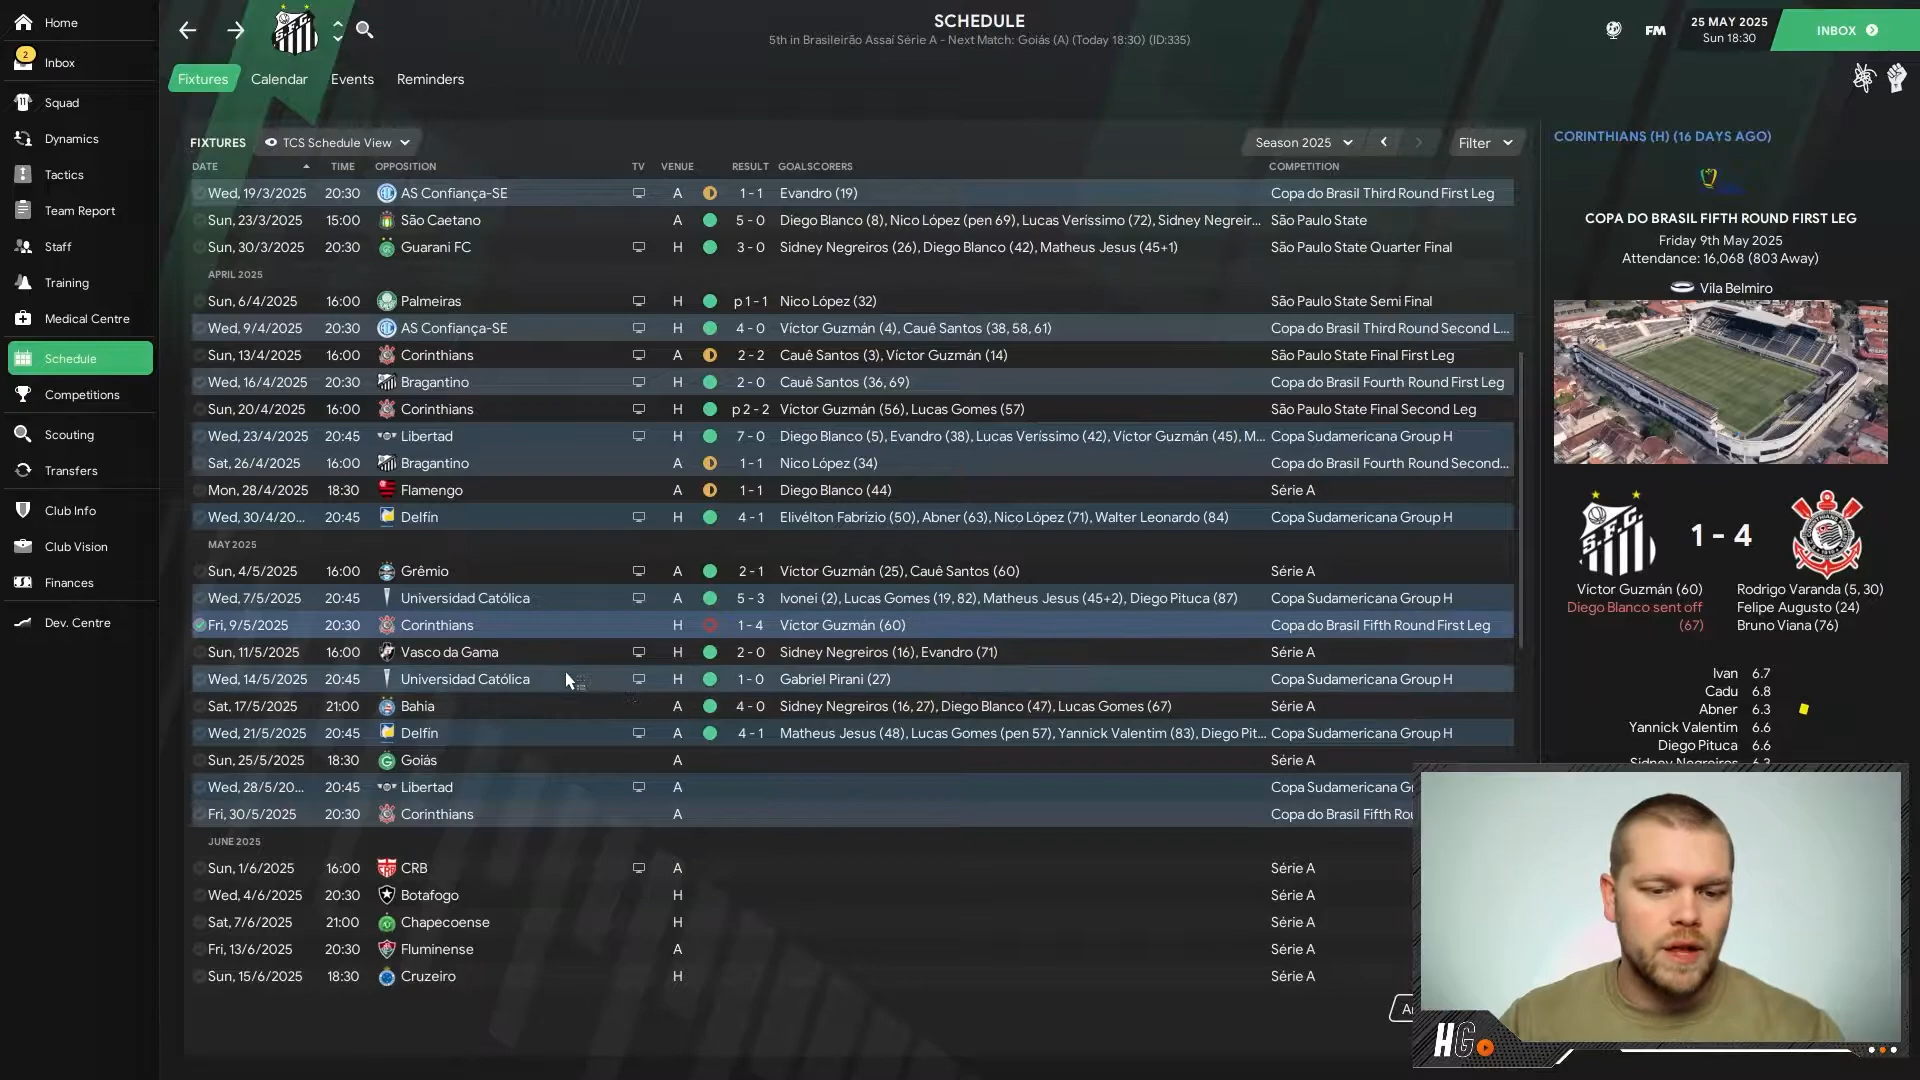 Home
SCHEDULE
5th in Brasileirão Assaí Série A - Next Match: Goiás (A) (Today 18:30) (ID:335)
FM
25 MAY 2025
Sun 18:30
INBOX
2
Inbox
Squad
Dynamics
Tactics
Team Report
Staff
Training
Medical Centre
Schedule
Competitions
Scouting
Transfers
Club Info
Club Vision
Finances
Dev. Centre
Fixtures Calendar Events Reminders
FIXTURES TCS Schedule View Season 2025 Filter
DATE TIME OPPOSITION TV VENUE RESULT GOALSCORERS COMPETITION
Wed, 19/3/2025 20:30 AS Confiança-SE A 1 - 1 Evandro (19) Copa do Brasil Third Round First Leg
Sun, 23/3/2025 15:00 São Caetano A 5 - 0 Diego Blanco (8), Nico López (pen 69), Lucas Veríssimo (72), Sidney Negreir... São Paulo State
Sun, 30/3/2025 20:30 Guarani FC H 3 - 0 Sidney Negreiros (26), Diego Blanco (42), Matheus Jesus (45+1) São Paulo State Quarter Final
APRIL 2025
Sun, 6/4/2025 16:00 Palmeiras H p 1 - 1 Nico López (32) São Paulo State Semi Final
Wed, 9/4/2025 20:30 AS Confiança-SE H 4 - 0 Víctor Guzmán (4), Cauê Santos (38, 58, 61) Copa do Brasil Third Round Second L...
Sun, 13/4/2025 16:00 Corinthians A 2 - 2 Cauê Santos (3), Víctor Guzmán (14) São Paulo State Final First Leg
Wed, 16/4/2025 20:30 Bragantino H 2 - 0 Cauê Santos (36, 69) Copa do Brasil Fourth Round First Leg
Sun, 20/4/2025 16:00 Corinthians H p 2 - 2 Víctor Guzmán (56), Lucas Gomes (57) São Paulo State Final Second Leg
Wed, 23/4/2025 20:45 Libertad H 7 - 0 Diego Blanco (5), Evandro (38), Lucas Veríssimo (42), Víctor Guzmán (45), M... Copa Sudamericana Group H
Sat, 26/4/2025 16:00 Bragantino A 1 - 1 Nico López (34) Copa do Brasil Fourth Round Second...
Mon, 28/4/2025 18:30 Flamengo A 1 - 1 Diego Blanco (44) Série A
Wed, 30/4/20... 20:45 Delfín H 4 - 1 Elivélton Fabrízio (50), Abner (63), Nico López (71), Walter Leonardo (84) Copa Sudamericana Group H
MAY 2025
Sun, 4/5/2025 16:00 Grêmio A 2 - 1 Víctor Guzmán (25), Cauê Santos (60) Série A
Wed, 7/5/2025 20:45 Universidad Católica A 5 - 3 Ivonei (2), Lucas Gomes (19, 82), Matheus Jesus (45+2), Diego Pituca (87) Copa Sudamericana Group H
Fri, 9/5/2025 20:30 Corinthians H 1 - 4 Víctor Guzmán (60) Copa do Brasil Fifth Round First Leg
Sun, 11/5/2025 16:00 Vasco da Gama H 2 - 0 Sidney Negreiros (16), Evandro (71) Série A
Wed, 14/5/2025 20:45 Universidad Católica H 1 - 0 Gabriel Pirani (27) Copa Sudamericana Group H
Sat, 17/5/2025 21:00 Bahia A 4 - 0 Sidney Negreiros (16, 27), Diego Blanco (47), Lucas Gomes (67) Série A
Wed, 21/5/2025 20:45 Delfín A 4 - 1 Matheus Jesus (48), Lucas Gomes (pen 57), Yannick Valentim (83), Diego Pit... Copa Sudamericana Group H
Sun, 25/5/2025 18:30 Goiás A Série A
Wed, 28/5/20... 20:45 Libertad A Copa Sudamericana Gr
Fri, 30/5/2025 20:30 Corinthians A Copa do Brasil Fifth Rou
JUNE 2025
Sun, 1/6/2025 16:00 CRB A Série A
Wed, 4/6/2025 20:30 Botafogo H Série A
Sat, 7/6/2025 21:00 Chapecoense H Série A
Fri, 13/6/2025 20:30 Fluminense A Série A
Sun, 15/6/2025 18:30 Cruzeiro H Série A
CORINTHIANS (H) (16 DAYS AGO)
COPA DO BRASIL FIFTH ROUND FIRST LEG
Friday 9th May 2025
Attendance: 16,068 (803 Away)
Vila Belmiro
1 - 4
Víctor Guzmán (60) Rodrigo Varanda (5, 30)
Diego Blanco sent off Felipe Augusto (24)
(67) Bruno Viana (76)
Ivan 6.7
Cadu 6.8
Abner 6.3
Yannick Valentim 6.6
Diego Pituca 6.6
Sidney Negreiros 6.3
HG